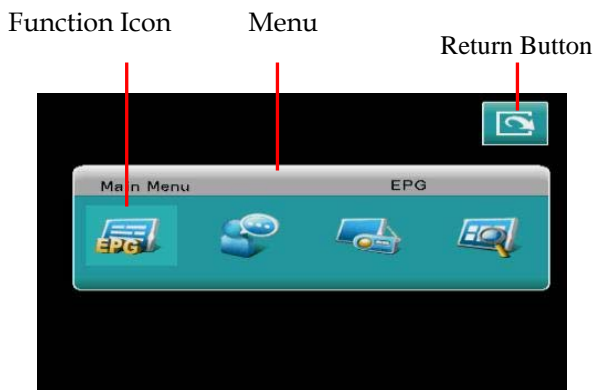 Function Icon Menu
Return Button
Main Menu EPG
EPG